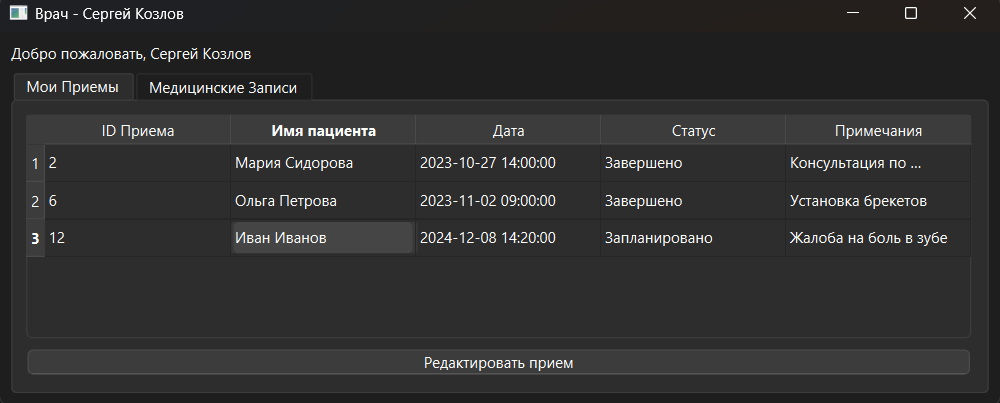 Врач - Сергей Козлов
Добро пожаловать, Сергей Козлов
Мои Приемы Медицинские Записи
ID Приема Имя пациента Дата Статус Примечания
1 2 Мария Сидорова 2023-10-27 14:00:00 Завершено Консультация по ...
2 6 Ольга Петрова 2023-11-02 09:00:00 Завершено Установка брекетов
3 12 Иван Иванов 2024-12-08 14:20:00 Запланировано Жалоба на боль в зубе
Редактировать прием